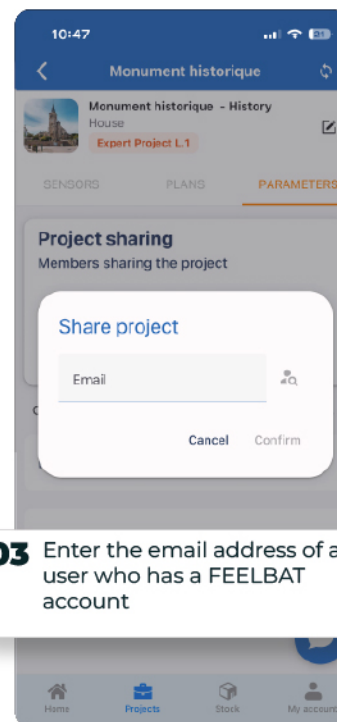 10:47
Monument historique
Monument historique - History
House
Expert Project L.1
SENSORS PLANS PARAMETERS
Project sharing
Members sharing the project
Share project
Email
Cancel Confirm
03 Enter the email address of a
user who has a FEELBAT
account
Home Projects Stock My account